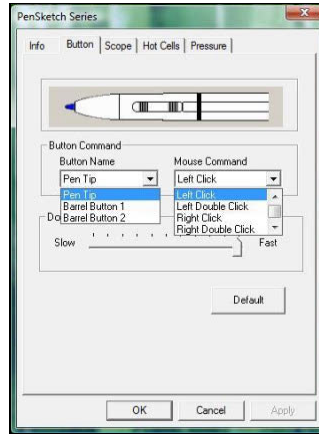 PenSketch Series
Info Button Scope Hot Cells Pressure
Button Command
Button Name Mouse Command
Pen Tip Left Click
Pen Tip Left Click
Barrel Button 1 Left Double Click
Barrel Button 2 Right Click
Right Double Click
Do
Slow Fast
Default
OK Cancel Apply